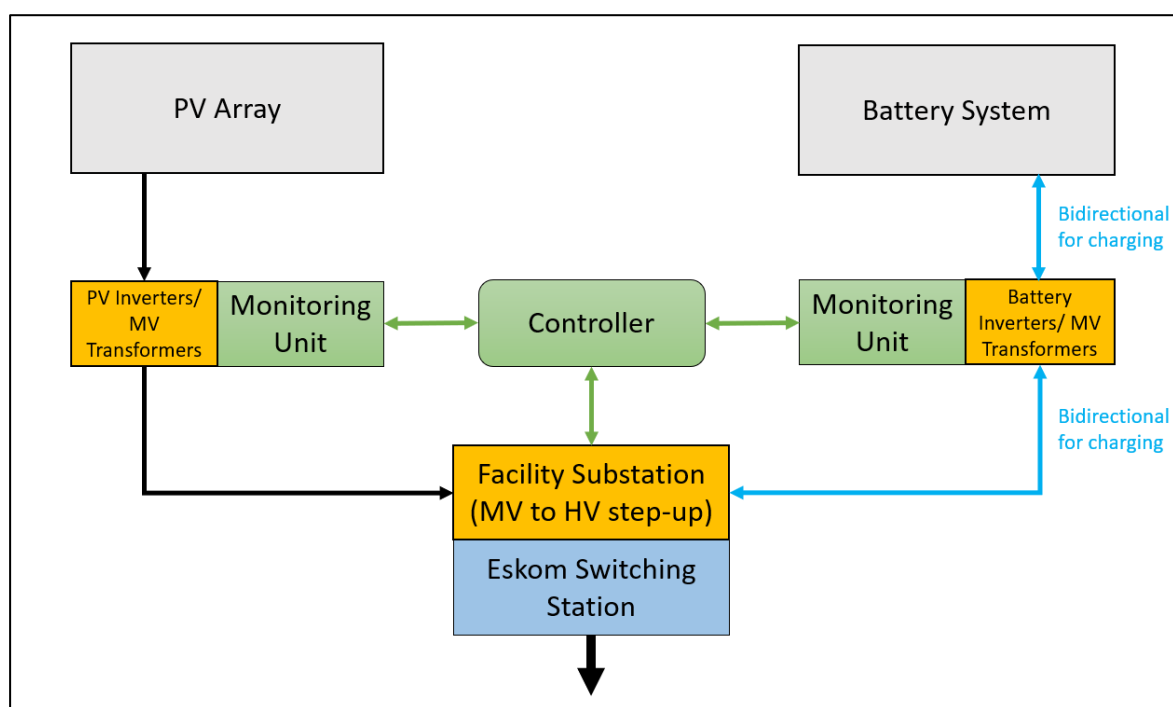 PV Array
Battery System
Bidirectional
for charging
PV Inverters/
MV
Transformers
Monitoring
Unit
Controller
Monitoring
Unit
Battery
Inverters/ MV
Transformers
Bidirectional
for charging
Facility Substation
(MV to HV step-up)
Eskom Switching
Station